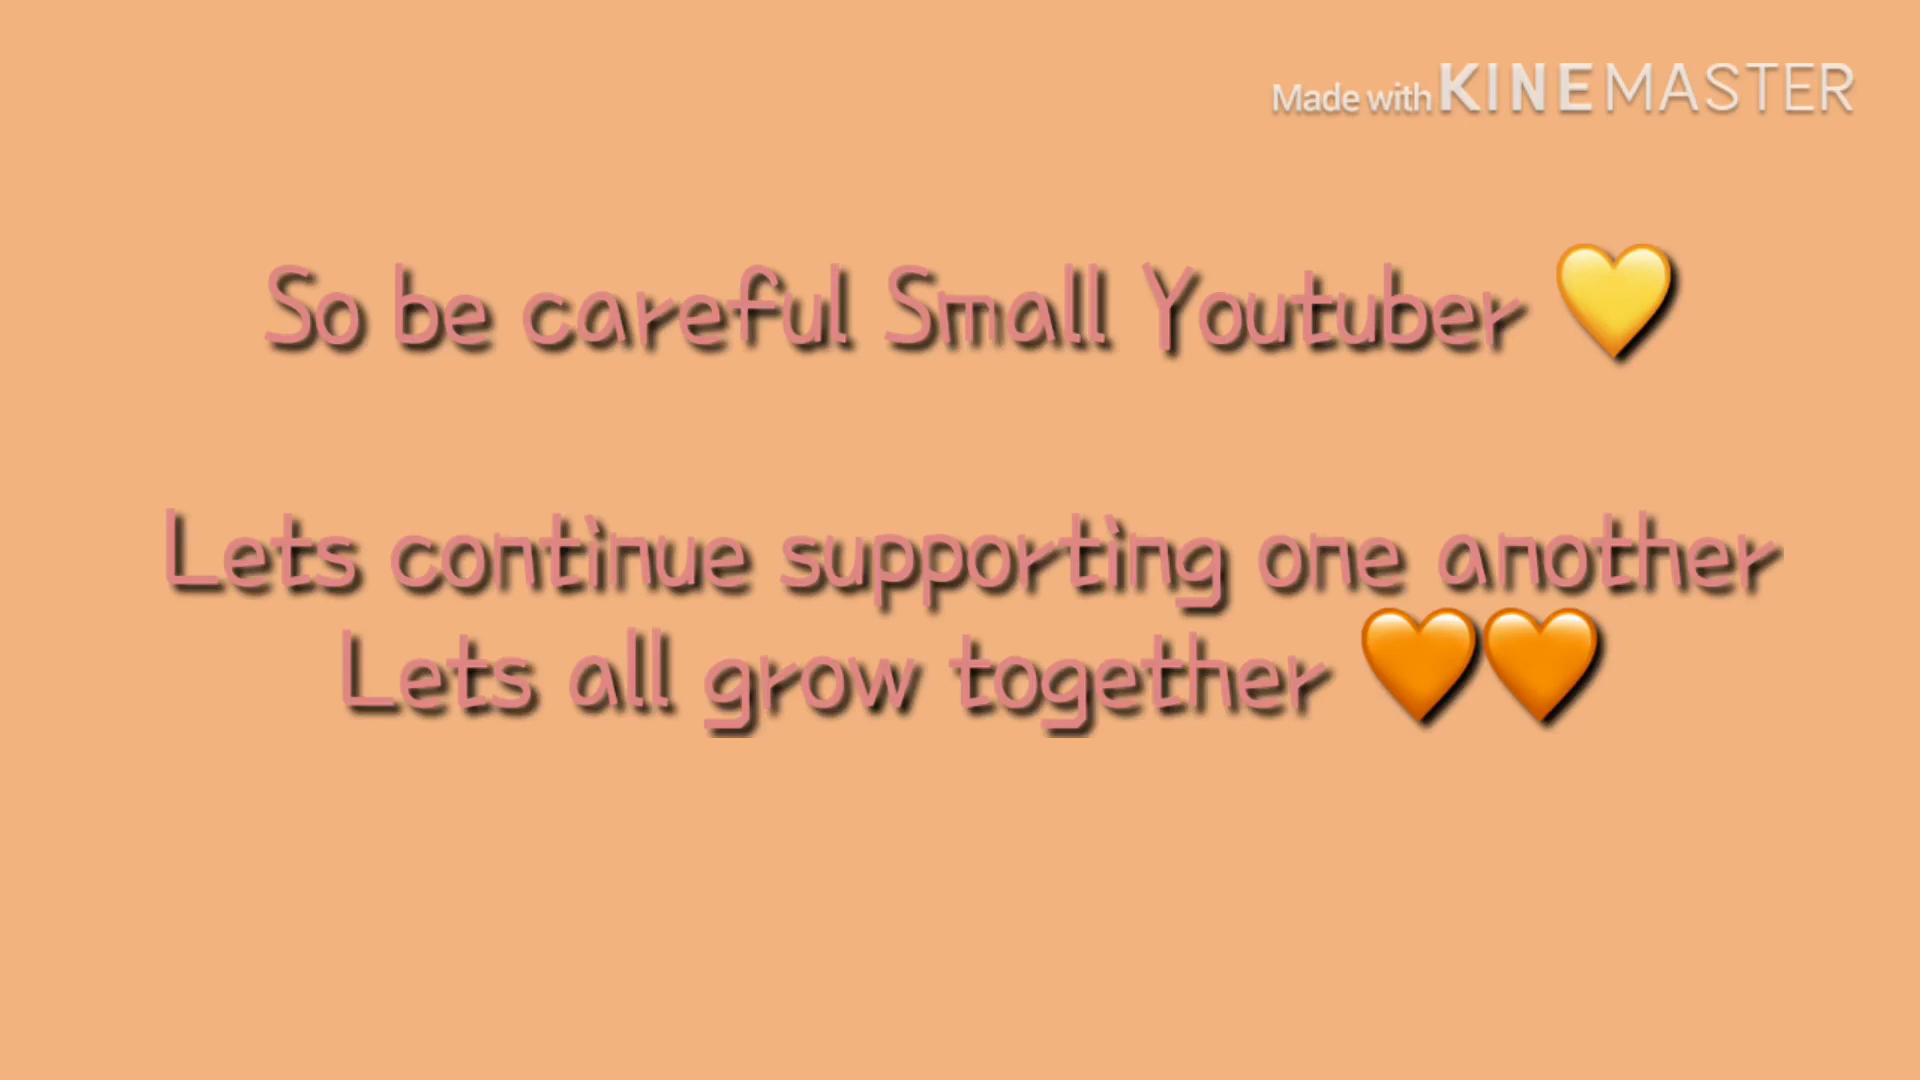 Made with KINEMASTER
So be careful Small Youtuber 💛
Lets continue supporting one another
Lets all grow together 🧡🧡